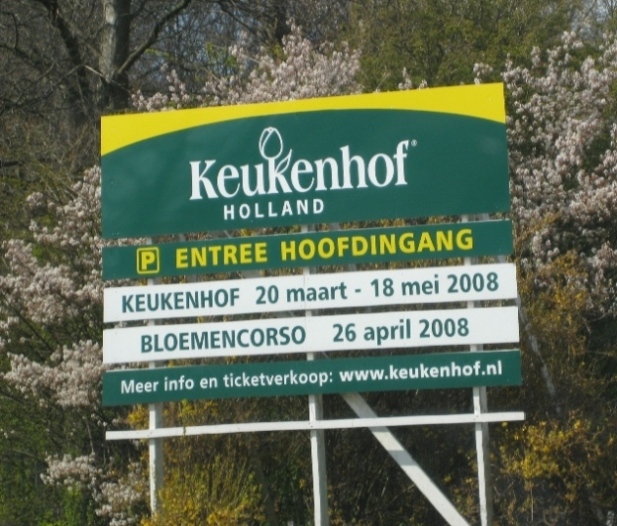 Keukenhof®
HOLLAND
P ENTREE HOOFDINGANG
KEUKENHOF 20 maart - 18 mei 2008
BLOEMENCORSO 26 april 2008
Meer info en ticketverkoop: www.keukenhof.nl